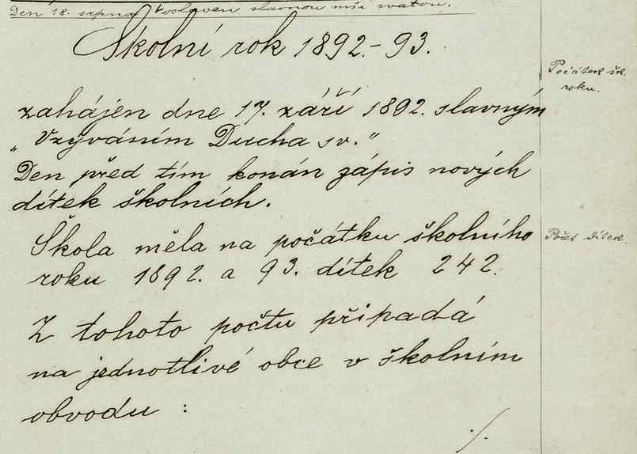 Den 18. srpna oslaven slavnou mší svatou.
Školní rok 1892-93.
Počátek šk.
roku.
zahájen dne 17. září 1892. slavným
„Vzýváním Ducha sv."
Den před tím konán zápis nových
dítek školních.
Škola měla na počátku školního
Počet dítek.
roku 1892. a 93. dítek 242.
Z tohoto počtu připadá
na jednotlivé obce v školním
obvodu :
./.